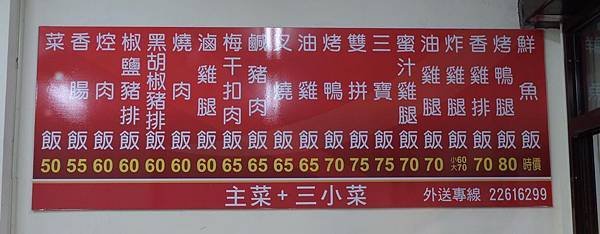 菜飯 50
香腸飯 55
焢肉飯 60
椒鹽豬排飯 60
黑胡椒豬排飯 60
燒肉飯 60
滷雞腿飯 60
梅干扣肉飯 65
鹹豬肉飯 65
叉燒飯 65
油雞飯 65
烤鴨飯 70
雙拼飯 75
三寶飯 75
蜜汁雞腿飯 70
油雞腿飯 70
炸雞腿飯 小60 大70
香雞排飯 70
烤鴨腿飯 80
鮮魚飯 時價
主菜+三小菜
外送專線 22616299